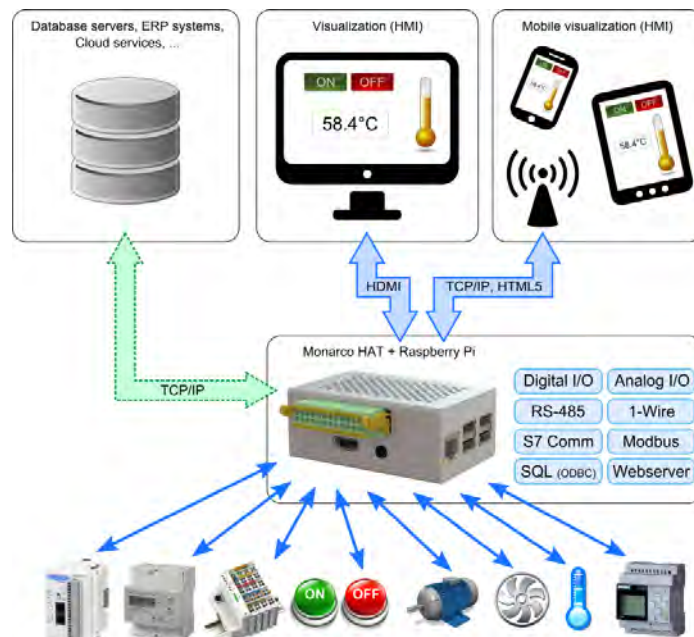 Database servers, ERP systems,
Cloud services, ...
Visualization (HMI)
ON OFF
58.4°C
Mobile visualization (HMI)
ON OFF
58.4°C
HDMI
TCP/IP, HTML5
TCP/IP
Monarco HAT + Raspberry Pi
Digital I/O
Analog I/O
RS-485
1-Wire
S7 Comm
Modbus
SQL (ODBC)
Webserver
ON
OFF